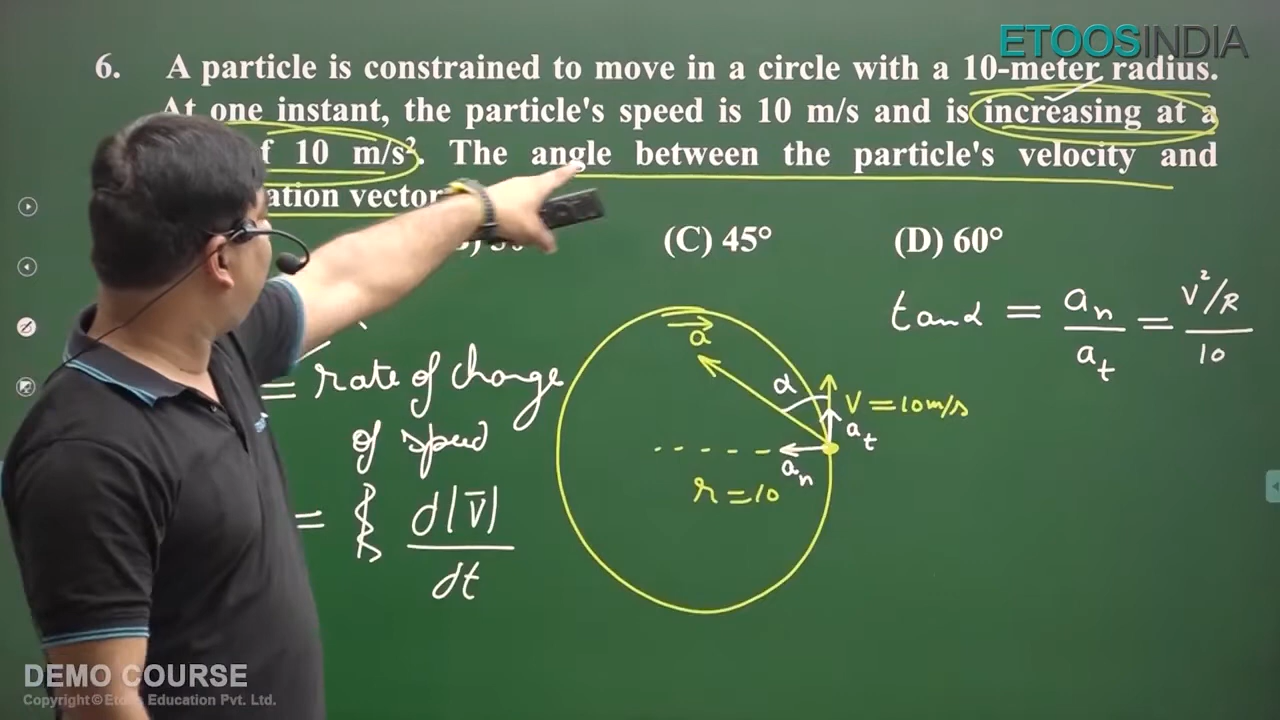 ETOOSINDIA
6. A particle is constrained to move in a circle with a 10-meter radius.
At one instant, the particle's speed is 10 m/s and is increasing at a
f 10 m/s². The angle between the particle's velocity and
ation vector
(C) 45° (D) 60°
tan α = aₙ/aₜ = V²/R / 10
= rate of change
of speed
= d|V̄|/dt
a⃗
α
V = 10 m/s
aₜ
aₙ
r = 10
DEMO COURSE
Copyright © Etoos Education Pvt. Ltd.